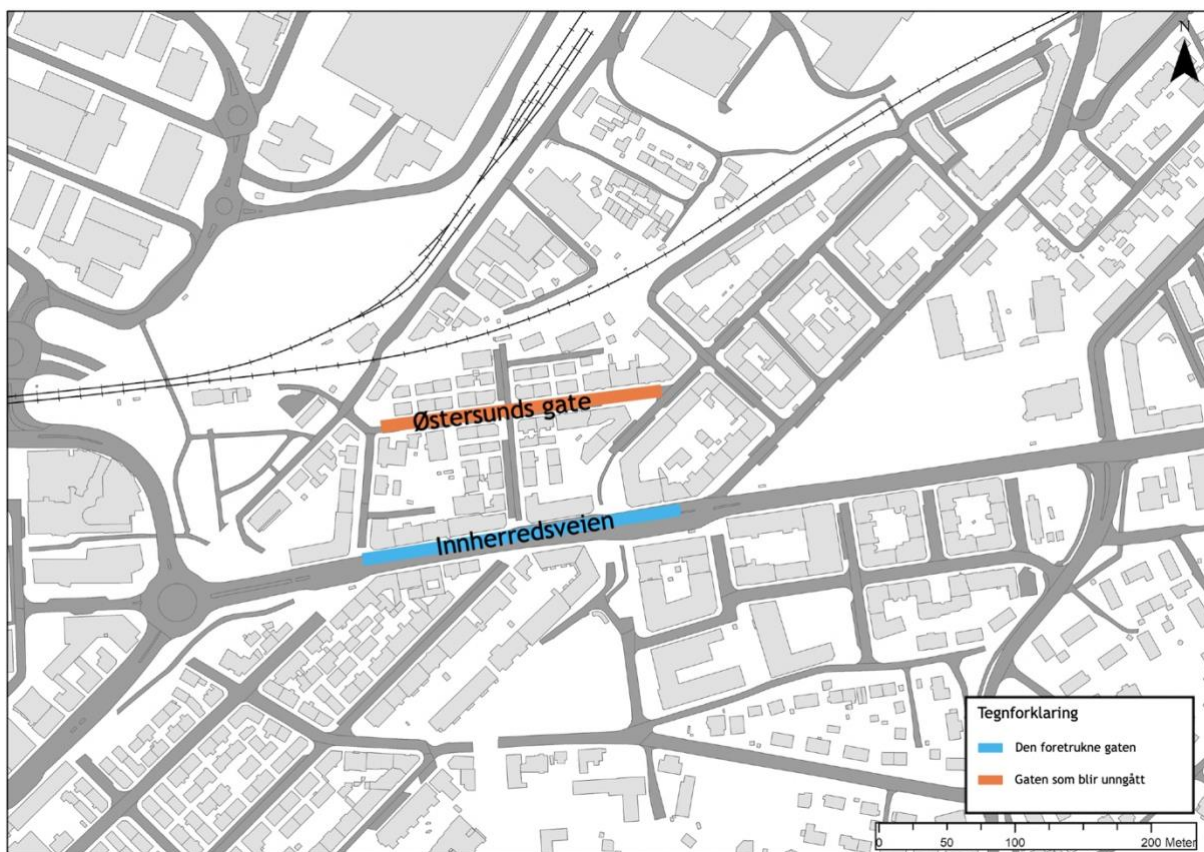 N
Østersunds gate
Innherredsveien
Tegnforklaring
Den foretrukne gaten
Gaten som blir unngått
0 50 100 200 Meter